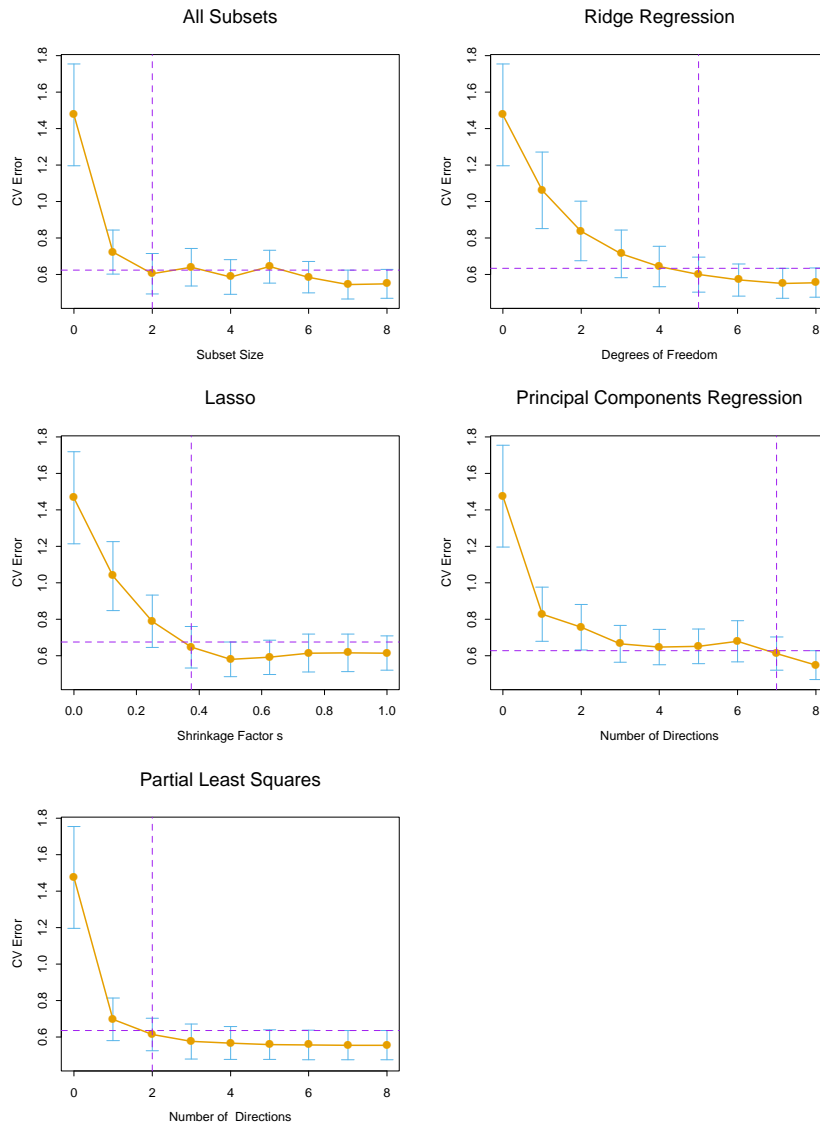 All Subsets
1.8
1.6
1.4
1.2
1.0
0.8
0.6
CV Error
0 2 4 6 8
Subset Size
Ridge Regression
1.8
1.6
1.4
1.2
1.0
0.8
0.6
CV Error
0 2 4 6 8
Degrees of Freedom
Lasso
1.8
1.6
1.4
1.2
1.0
0.8
0.6
CV Error
0.0 0.2 0.4 0.6 0.8 1.0
Shrinkage Factor s
Principal Components Regression
1.8
1.6
1.4
1.2
1.0
0.8
0.6
CV Error
0 2 4 6 8
Number of Directions
Partial Least Squares
1.8
1.6
1.4
1.2
1.0
0.8
0.6
CV Error
0 2 4 6 8
Number of Directions